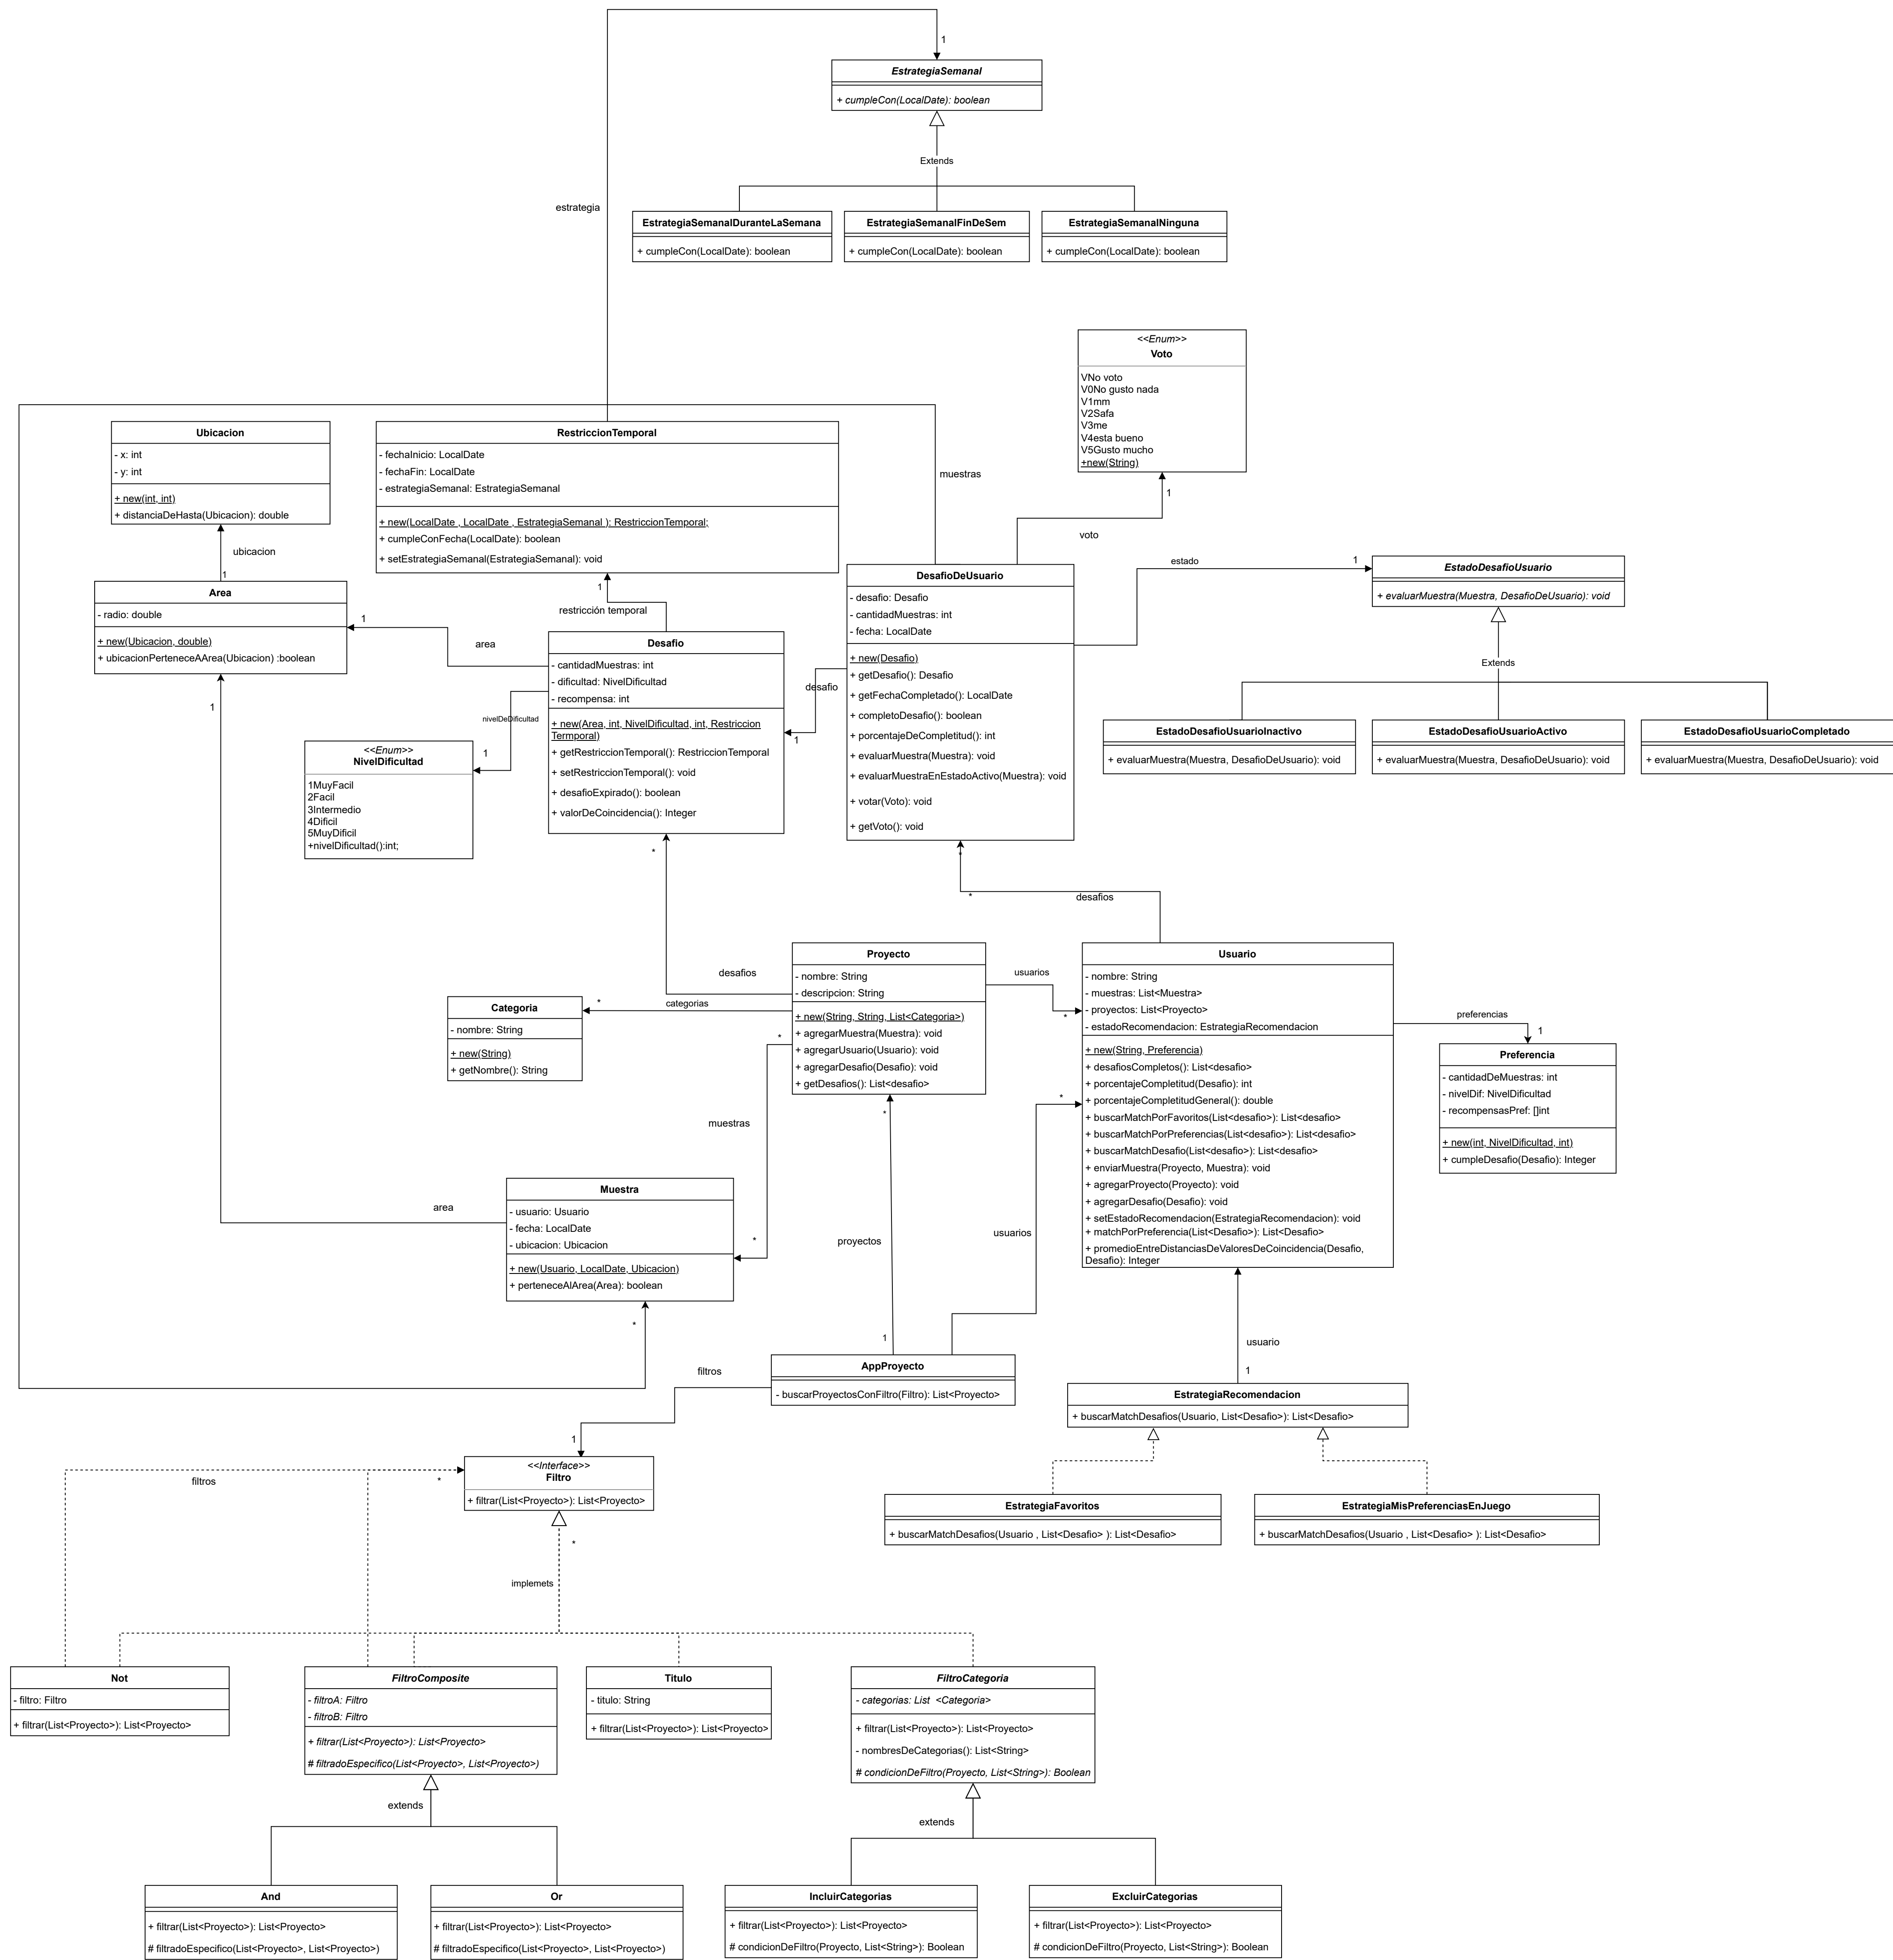 1
EstrategiaSemanal
+ cumpleCon(LocalDate): boolean
Extends
estrategia
EstrategiaSemanalDuranteLaSemana
+ cumpleCon(LocalDate): boolean
EstrategiaSemanalFinDeSem
+ cumpleCon(LocalDate): boolean
EstrategiaSemanalNinguna
+ cumpleCon(LocalDate): boolean
<<Enum>>
Voto
VNo voto
V0No gusto nada
V1mm
V2Safa
V3me
V4esta bueno
V5Gusto mucho
+new(String)
1
voto
muestras
Ubicacion
- x: int
- y: int
+ new(int, int)
+ distanciaDeHasta(Ubicacion): double
ubicacion
1
RestriccionTemporal
- fechaInicio: LocalDate
- fechaFin: LocalDate
- estrategiaSemanal: EstrategiaSemanal
+ new(LocalDate , LocalDate , EstrategiaSemanal ): RestriccionTemporal;
+ cumpleConFecha(LocalDate): boolean
+ setEstrategiaSemanal(EstrategiaSemanal): void
1
restricción temporal
Area
- radio: double
+ new(Ubicacion, double)
+ ubicacionPerteneceAArea(Ubicacion) :boolean
1
area
1
Desafio
- cantidadMuestras: int
- dificultad: NivelDificultad
- recompensa: int
+ new(Area, int, NivelDificultad, int, Restriccion
Termporal)
+ getRestriccionTemporal(): RestriccionTemporal
+ setRestriccionTemporal(): void
+ desafioExpirado(): boolean
+ valorDeCoincidencia(): Integer
nivelDeDificultad
1
<<Enum>>
NivelDificultad
1MuyFacil
2Facil
3Intermedio
4Dificil
5MuyDificil
+nivelDificultad():int;
desafio
1
DesafioDeUsuario
- desafio: Desafio
- cantidadMuestras: int
- fecha: LocalDate
+ new(Desafio)
+ getDesafio(): Desafio
+ getFechaCompletado(): LocalDate
+ completoDesafio(): boolean
+ porcentajeDeCompletitud(): int
+ evaluarMuestra(Muestra): void
+ evaluarMuestraEnEstadoActivo(Muestra): void
+ votar(Voto): void
+ getVoto(): void
estado
1
EstadoDesafioUsuario
+ evaluarMuestra(Muestra, DesafioDeUsuario): void
Extends
EstadoDesafioUsuarioInactivo
+ evaluarMuestra(Muestra, DesafioDeUsuario): void
EstadoDesafioUsuarioActivo
+ evaluarMuestra(Muestra, DesafioDeUsuario): void
EstadoDesafioUsuarioCompletado
+ evaluarMuestra(Muestra, DesafioDeUsuario): void
*
*
*
desafios
desafios
Proyecto
- nombre: String
- descripcion: String
+ new(String, String, List<Categoria>)
+ agregarMuestra(Muestra): void
+ agregarUsuario(Usuario): void
+ agregarDesafio(Desafio): void
+ getDesafios(): List<desafio>
usuarios
*
categorias
*
Categoria
- nombre: String
+ new(String)
+ getNombre(): String
*
muestras
*
Usuario
- nombre: String
- muestras: List<Muestra>
- proyectos: List<Proyecto>
- estadoRecomendacion: EstrategiaRecomendacion
+ new(String, Preferencia)
+ desafiosCompletos(): List<desafio>
+ porcentajeCompletitud(Desafio): int
+ porcentajeCompletitudGeneral(): double
+ buscarMatchPorFavoritos(List<desafio>): List<desafio>
+ buscarMatchPorPreferencias(List<desafio>): List<desafio>
+ buscarMatchDesafio(List<desafio>): List<desafio>
+ enviarMuestra(Proyecto, Muestra): void
+ agregarProyecto(Proyecto): void
+ agregarDesafio(Desafio): void
+ setEstadoRecomendacion(EstrategiaRecomendacion): void
+ matchPorPreferencia(List<Desafio>): List<Desafio>
+ promedioEntreDistanciasDeValoresDeCoincidencia(Desafio,
Desafio): Integer
preferencias
1
Preferencia
- cantidadDeMuestras: int
- nivelDif: NivelDificultad
- recompensasPref: []int
+ new(int, NivelDificultad, int)
+ cumpleDesafio(Desafio): Integer
area
Muestra
- usuario: Usuario
- fecha: LocalDate
- ubicacion: Ubicacion
+ new(Usuario, LocalDate, Ubicacion)
+ perteneceAlArea(Area): boolean
*
*
proyectos
1
*
usuarios
AppProyecto
- buscarProyectosConFiltro(Filtro): List<Proyecto>
filtros
1
usuario
1
EstrategiaRecomendacion
+ buscarMatchDesafios(Usuario, List<Desafio>): List<Desafio>
EstrategiaFavoritos
+ buscarMatchDesafios(Usuario , List<Desafio> ): List<Desafio>
EstrategiaMisPreferenciasEnJuego
+ buscarMatchDesafios(Usuario , List<Desafio> ): List<Desafio>
<<Interface>>
Filtro
+ filtrar(List<Proyecto>): List<Proyecto>
filtros
*
*
implemets
Not
- filtro: Filtro
+ filtrar(List<Proyecto>): List<Proyecto>
FiltroComposite
- filtroA: Filtro
- filtroB: Filtro
+ filtrar(List<Proyecto>): List<Proyecto>
# filtradoEspecifico(List<Proyecto>, List<Proyecto>)
Titulo
- titulo: String
+ filtrar(List<Proyecto>): List<Proyecto>
FiltroCategoria
- categorias: List <Categoria>
+ filtrar(List<Proyecto>): List<Proyecto>
- nombresDeCategorias(): List<String>
# condicionDeFiltro(Proyecto, List<String>): Boolean
extends
extends
And
+ filtrar(List<Proyecto>): List<Proyecto>
# filtradoEspecifico(List<Proyecto>, List<Proyecto>)
Or
+ filtrar(List<Proyecto>): List<Proyecto>
# filtradoEspecifico(List<Proyecto>, List<Proyecto>)
IncluirCategorias
+ filtrar(List<Proyecto>): List<Proyecto>
# condicionDeFiltro(Proyecto, List<String>): Boolean
ExcluirCategorias
+ filtrar(List<Proyecto>): List<Proyecto>
# condicionDeFiltro(Proyecto, List<String>): Boolean